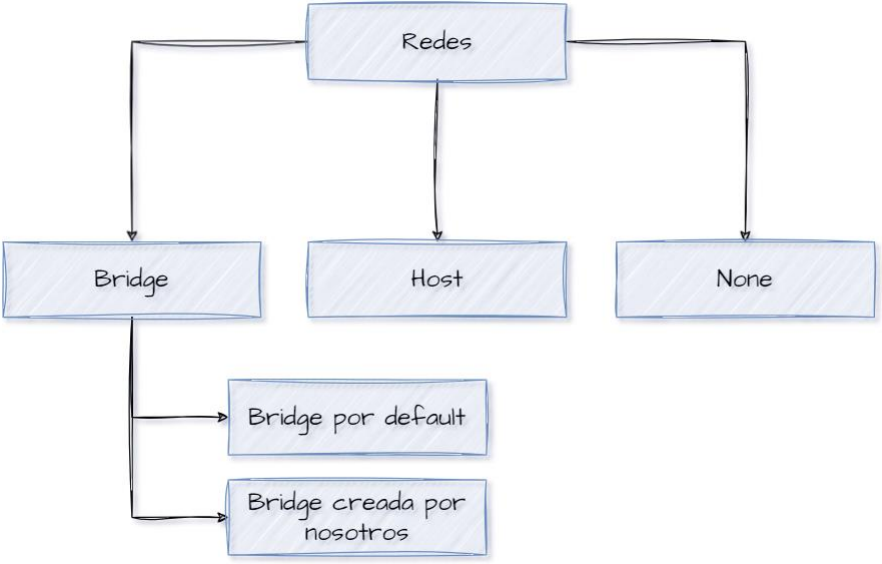 Redes
Bridge
Host
None
Bridge por default
Bridge creada por
nosotros